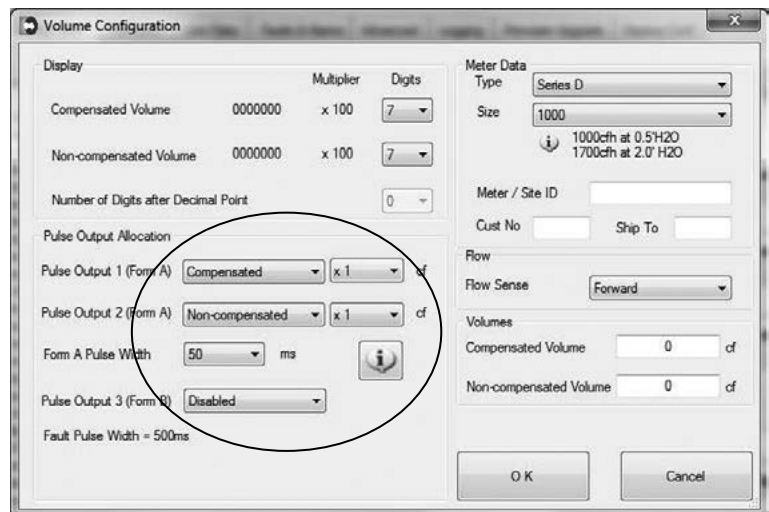 Volume Configuration
Display
Multiplier Digits
Compensated Volume 0000000 x 100 7
Non-compensated Volume 0000000 x 100 7
Number of Digits after Decimal Point 0
Pulse Output Allocation
Pulse Output 1 (Form A) Compensated x 1 cf
Pulse Output 2 (Form A) Non-compensated x 1 cf
Form A Pulse Width 50 ms
Pulse Output 3 (Form B) Disabled
Fault Pulse Width = 500ms
Meter Data
Type Series D
Size 1000
1000cfh at 0.5'H2O
1700cfh at 2.0' H2O
Meter / Site ID
Cust No Ship To
Flow
Flow Sense Forward
Volumes
Compensated Volume 0 cf
Non-compensated Volume 0 cf
OK Cancel